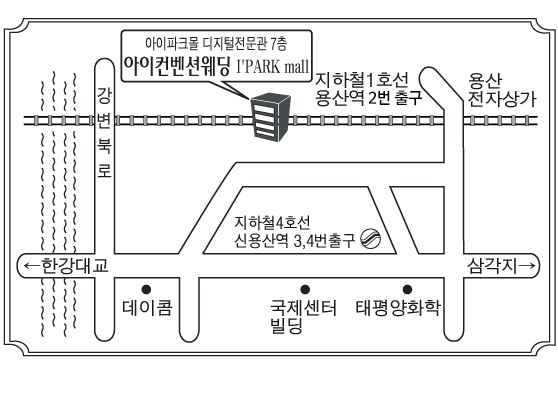 아이파크몰 디지털전문관 7층
아이컨벤션웨딩 I'PARK mall
지하철1호선
용산역 2번 출구
용산
전자상가
강
변
북
로
지하철4호선
신용산역 3,4번출구
←한강대교
삼각지→
데이콤
국제센터
빌딩
태평양화학